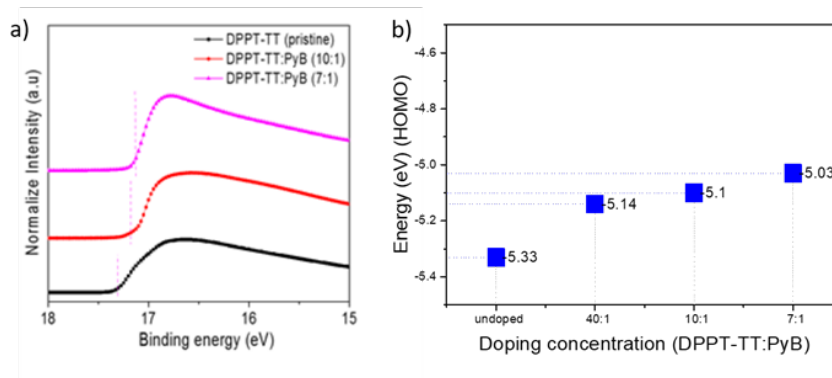 a)
DPPT-TT (pristine)
DPPT-TT:PyB (10:1)
DPPT-TT:PyB (7:1)
Normalize Intensity (a.u)
18
17
16
15
Binding energy (eV)
b)
Energy (eV) (HOMO)
-4.6
-4.8
-5.0
-5.2
-5.4
-5.33
-5.14
-5.1
-5.03
undoped
40:1
10:1
7:1
Doping concentration (DPPT-TT:PyB)